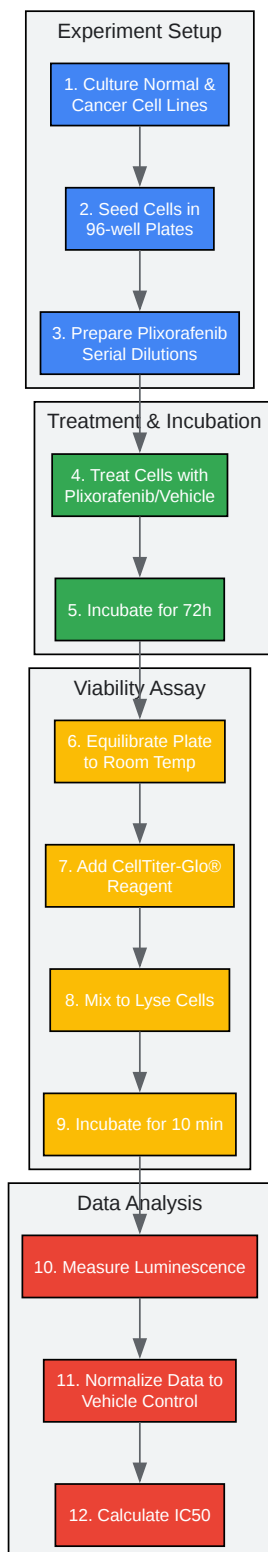 Experiment Setup
1. Culture Normal &
Cancer Cell Lines
2. Seed Cells in
96-well Plates
3. Prepare Plixorafenib
Serial Dilutions
Treatment & Incubation
4. Treat Cells with
Plixorafenib/Vehicle
5. Incubate for 72h
Viability Assay
6. Equilibrate Plate
to Room Temp
7. Add CellTiter-Glo®
Reagent
8. Mix to Lyse Cells
9. Incubate for 10 min
Data Analysis
10. Measure Luminescence
11. Normalize Data to
Vehicle Control
12. Calculate IC50